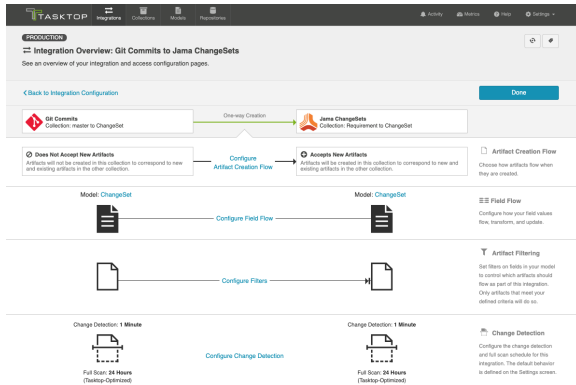 TASKTOP
Integrations
Collections
Models
Repositories
Activity
Metrics
Help
Settings
PRODUCTION
Integration Overview: Git Commits to Jama ChangeSets
See an overview of your integration and access configuration pages.
Back to Integration Configuration
Done
Git Commits
Collection: master to ChangeSet
One-way Creation
Jama ChangeSets
Collection: Requirement to ChangeSet
Does Not Accept New Artifacts
Artifacts will not be created in this collection to correspond to new
and existing artifacts in the other collection.
Configure
Artifact Creation Flow
Accepts New Artifacts
Artifacts will be created in this collection to correspond to new and
existing artifacts in the other collection.
Artifact Creation Flow
Choose how artifacts flow when
they are created.
Model: ChangeSet
Configure Field Flow
Model: ChangeSet
Field Flow
Configure how your field values
flow, transform, and update.
Configure Filters
Artifact Filtering
Set filters on fields in your model
to control which artifacts should
flow as part of this integration.
Only artifacts that meet your
defined criteria will do so.
Change Detection: 1 Minute
Full Scan: 24 Hours
(Tasktop-Optimized)
Configure Change Detection
Change Detection: 1 Minute
Full Scan: 24 Hours
(Tasktop-Optimized)
Change Detection
Configure the change detection
and full scan schedule for this
integration. The default behavior
is defined on the Settings screen.